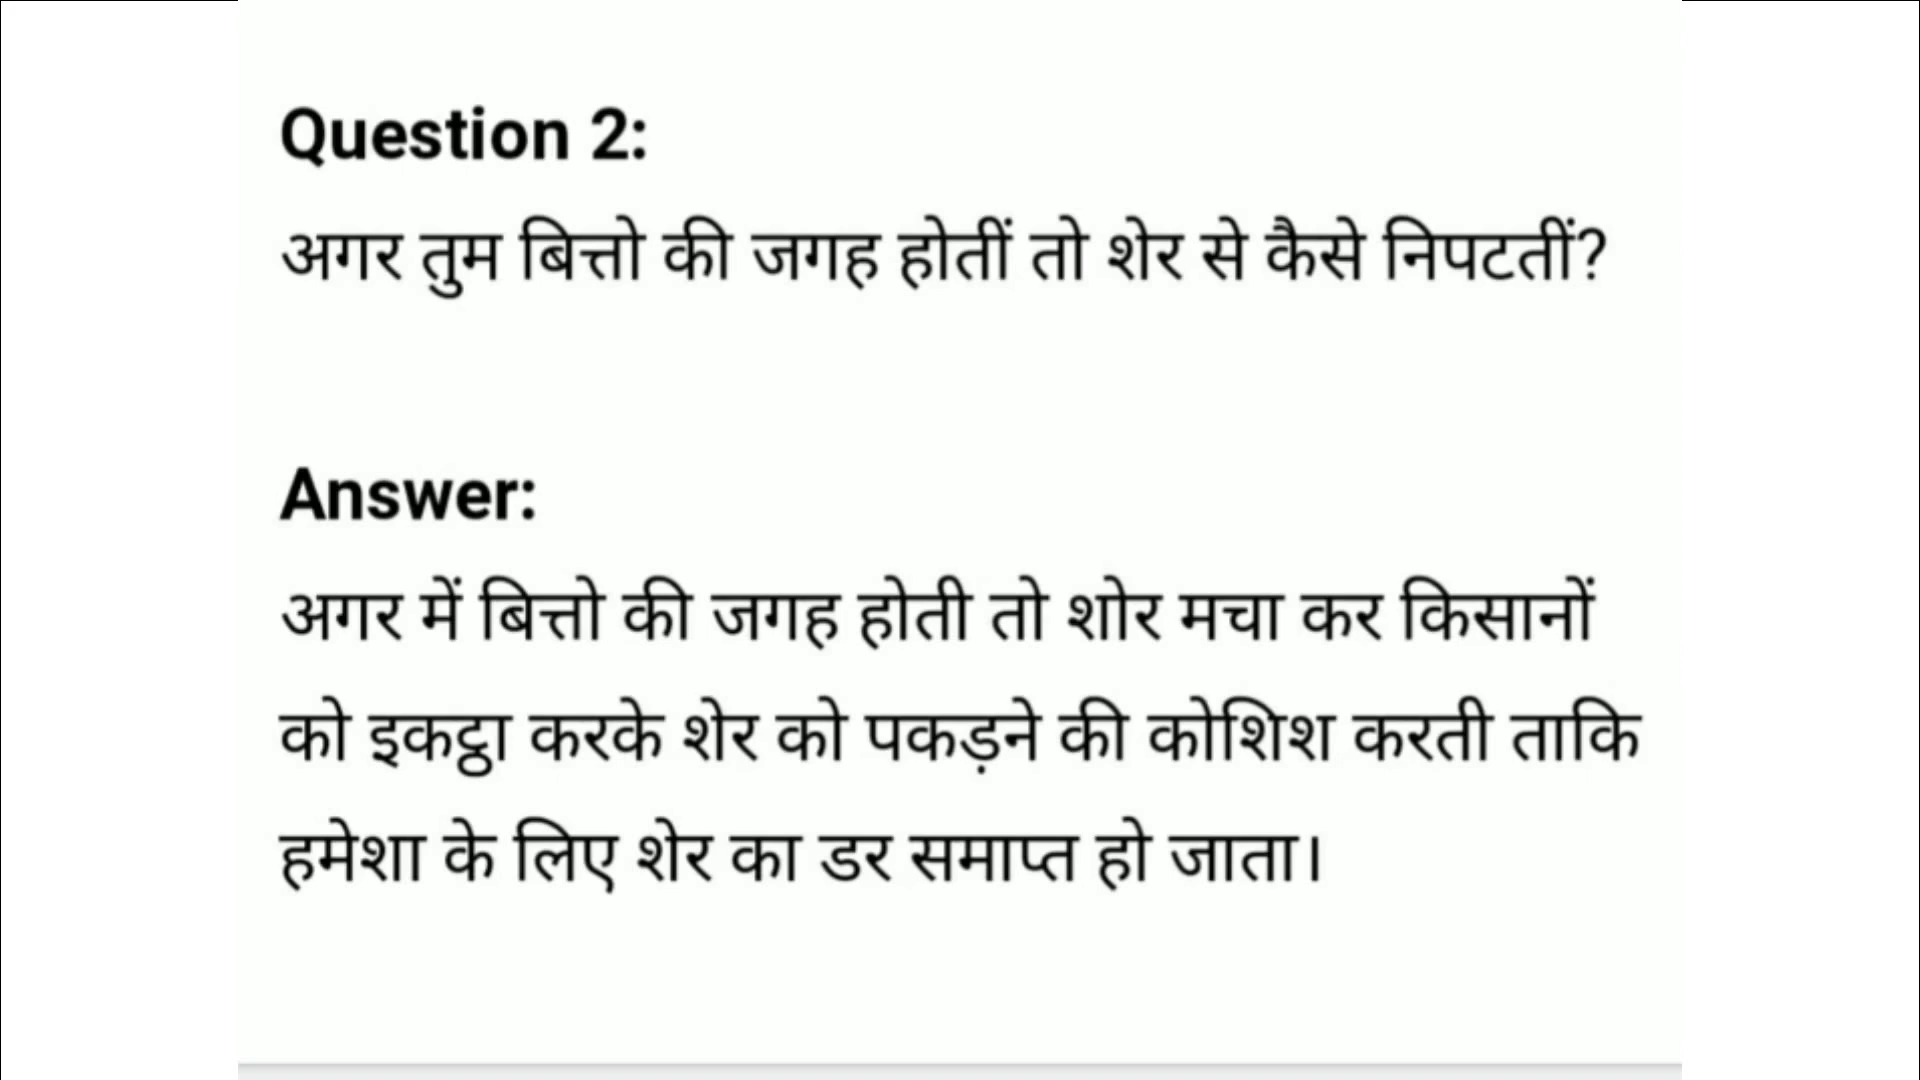 Question 2:
अगर तुम बित्तो की जगह होतीं तो शेर से कैसे निपटतीं?
Answer:
अगर में बित्तो की जगह होती तो शोर मचा कर किसानों
को इकट्ठा करके शेर को पकड़ने की कोशिश करती ताकि
हमेशा के लिए शेर का डर समाप्त हो जाता।